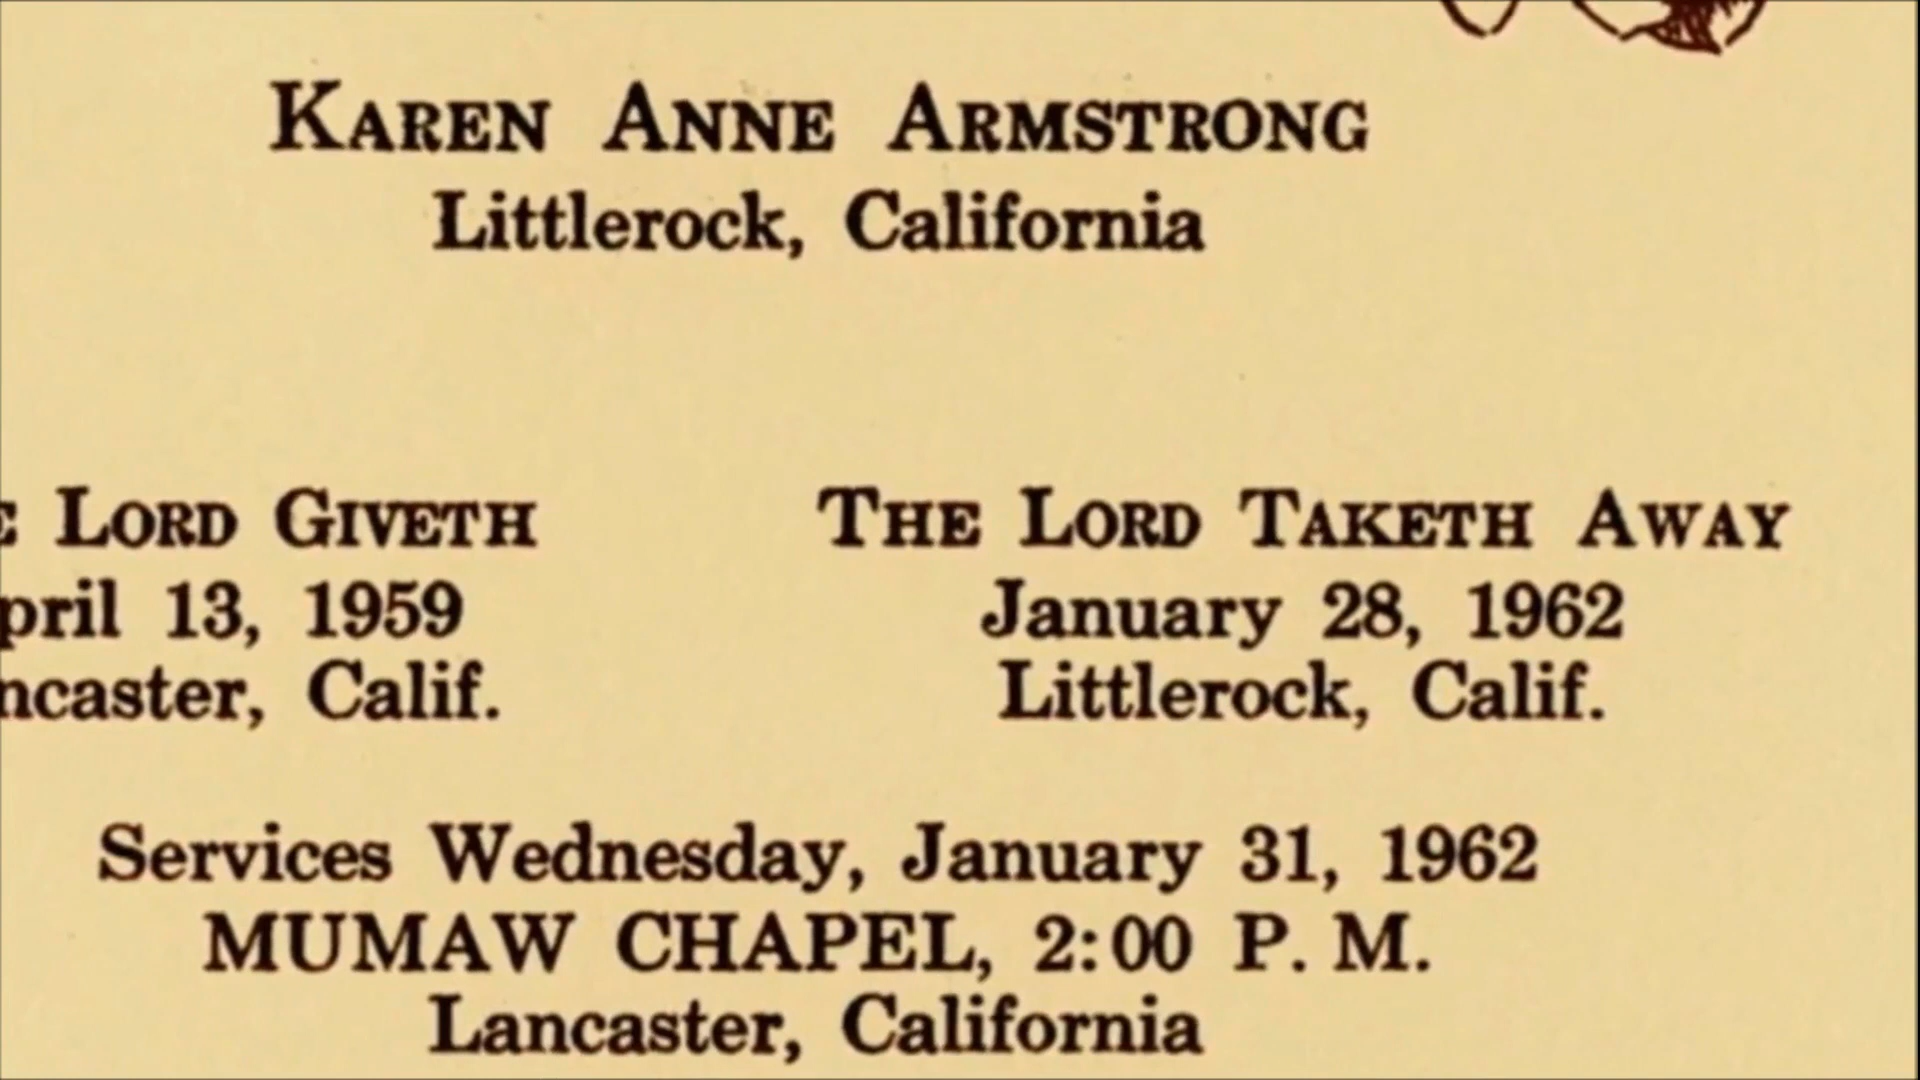 KAREN ANNE ARMSTRONG
Littlerock, California
LORD GIVETH
THE LORD TAKETH AWAY
pril 13, 1959
January 28, 1962
ncaster, Calif.
Littlerock, Calif.
Services Wednesday, January 31, 1962
MUMAW CHAPEL, 2:00 P. M.
Lancaster, California